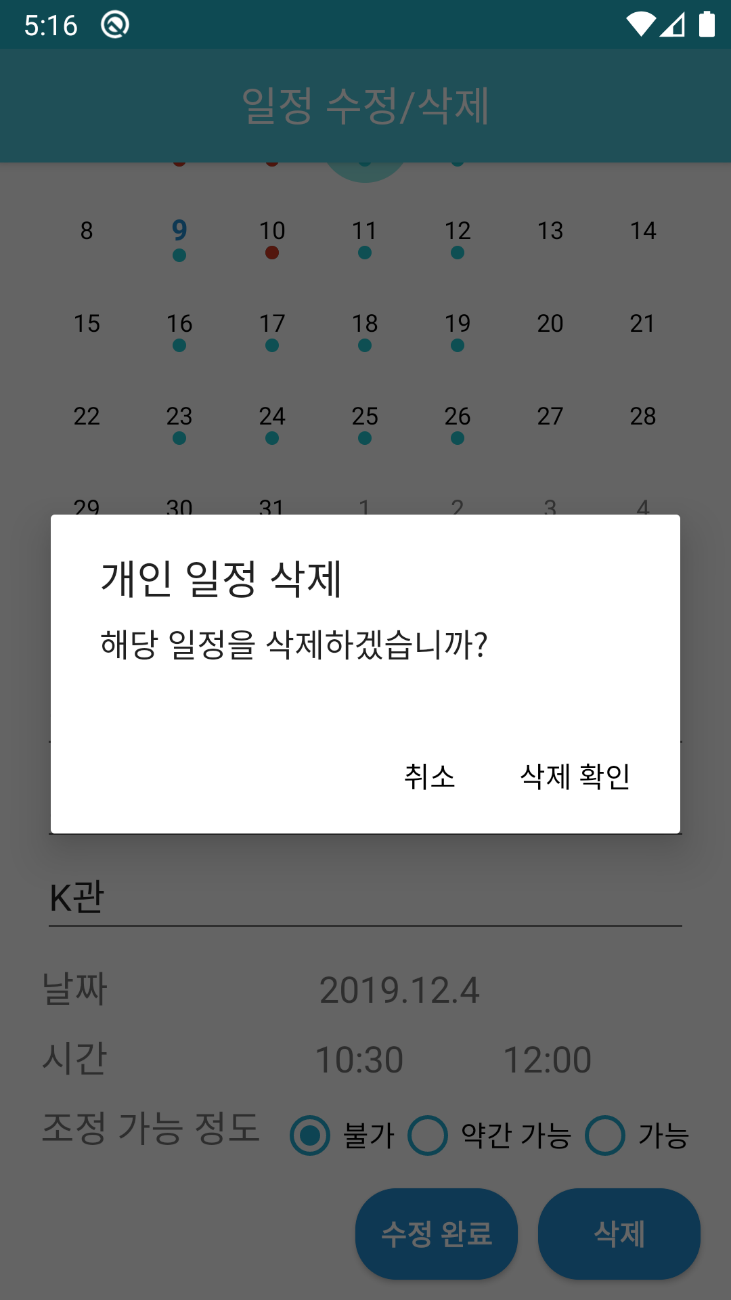 5:16
일정 수정/삭제
8 9 10 11 12 13 14
15 16 17 18 19 20 21
22 23 24 25 26 27 28
29 30 31 1 2 3 4
개인 일정 삭제
해당 일정을 삭제하겠습니까?
취소 삭제 확인
K관
날짜 2019.12.4
시간 10:30 12:00
조정 가능 정도 불가 약간 가능 가능
수정 완료 삭제